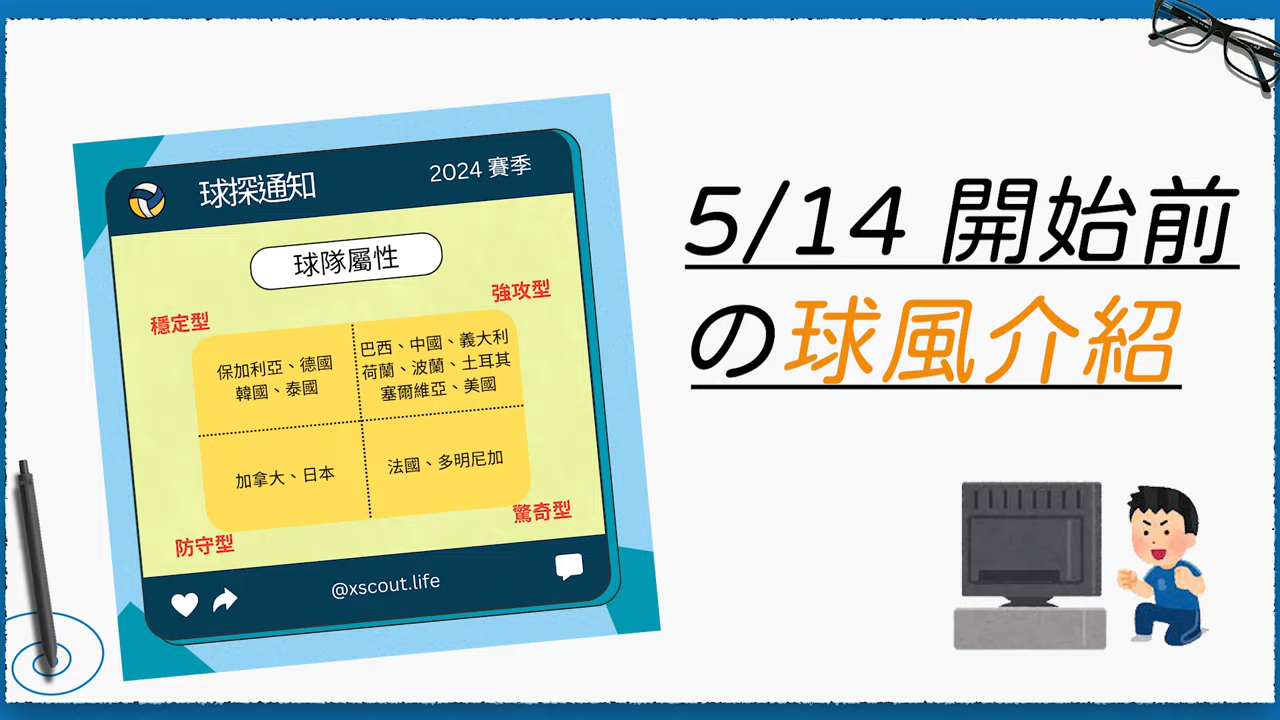 球探通知
2024 賽季
球隊屬性
穩定型
強攻型
保加利亞、德國
韓國、泰國
巴西、中國、義大利
荷蘭、波蘭、土耳其
塞爾維亞、美國
加拿大、日本
法國、多明尼加
防守型
驚奇型
@xscout.life
5/14 開始前
の球風介紹